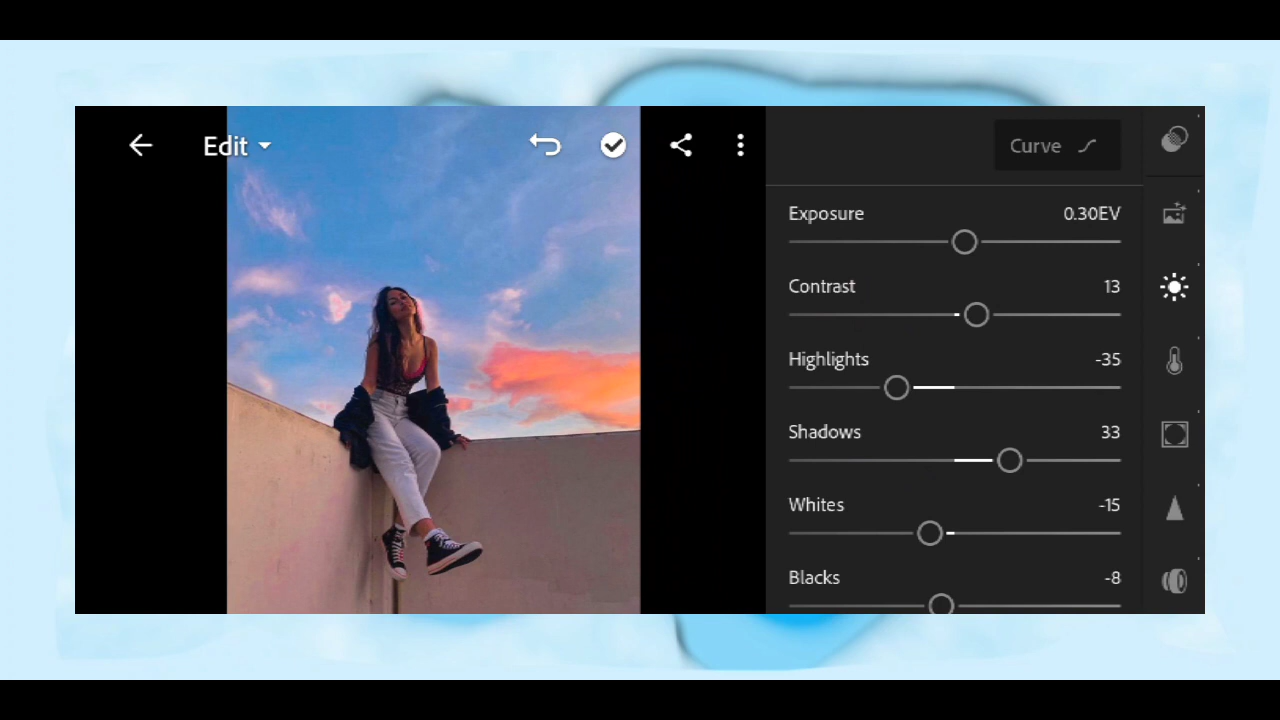 Edit
Curve
Exposure 0.30EV
Contrast 13
Highlights -35
Shadows 33
Whites -15
Blacks -8